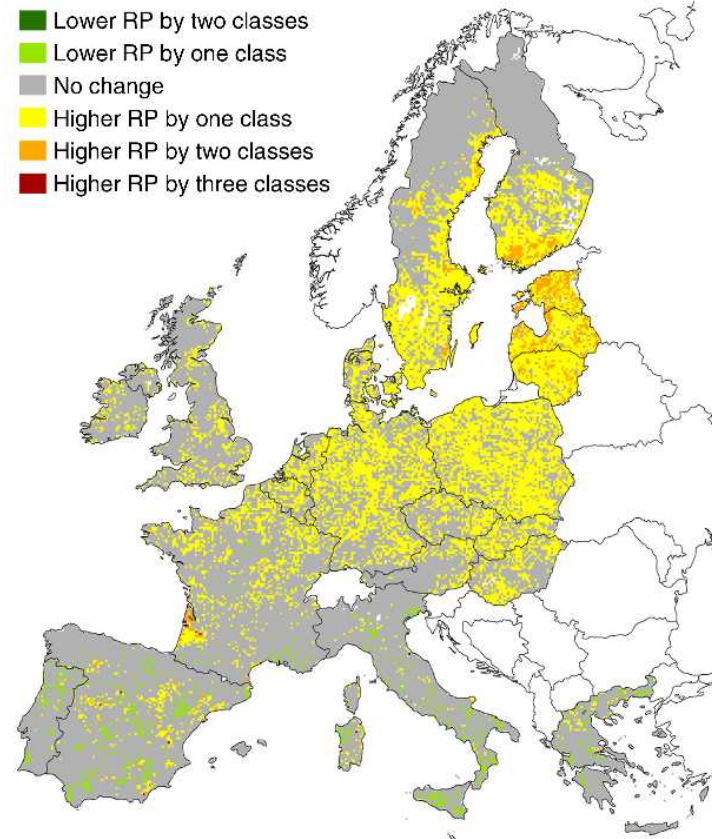 Lower RP by two classes
Lower RP by one class
No change
Higher RP by one class
Higher RP by two classes
Higher RP by three classes